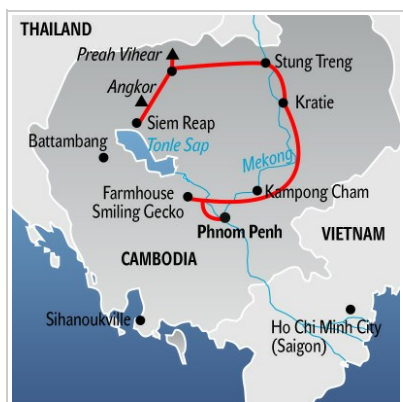 THAILAND
Preah Vihear
Stung Treng
Angkor
Kratie
Siem Reap
Battambang
Tonle Sap
Mekong
Farmhouse
Smiling Gecko
Kampong Cham
Phnom Penh
VIETNAM
CAMBODIA
Sihanoukville
Ho Chi Minh City
(Saigon)